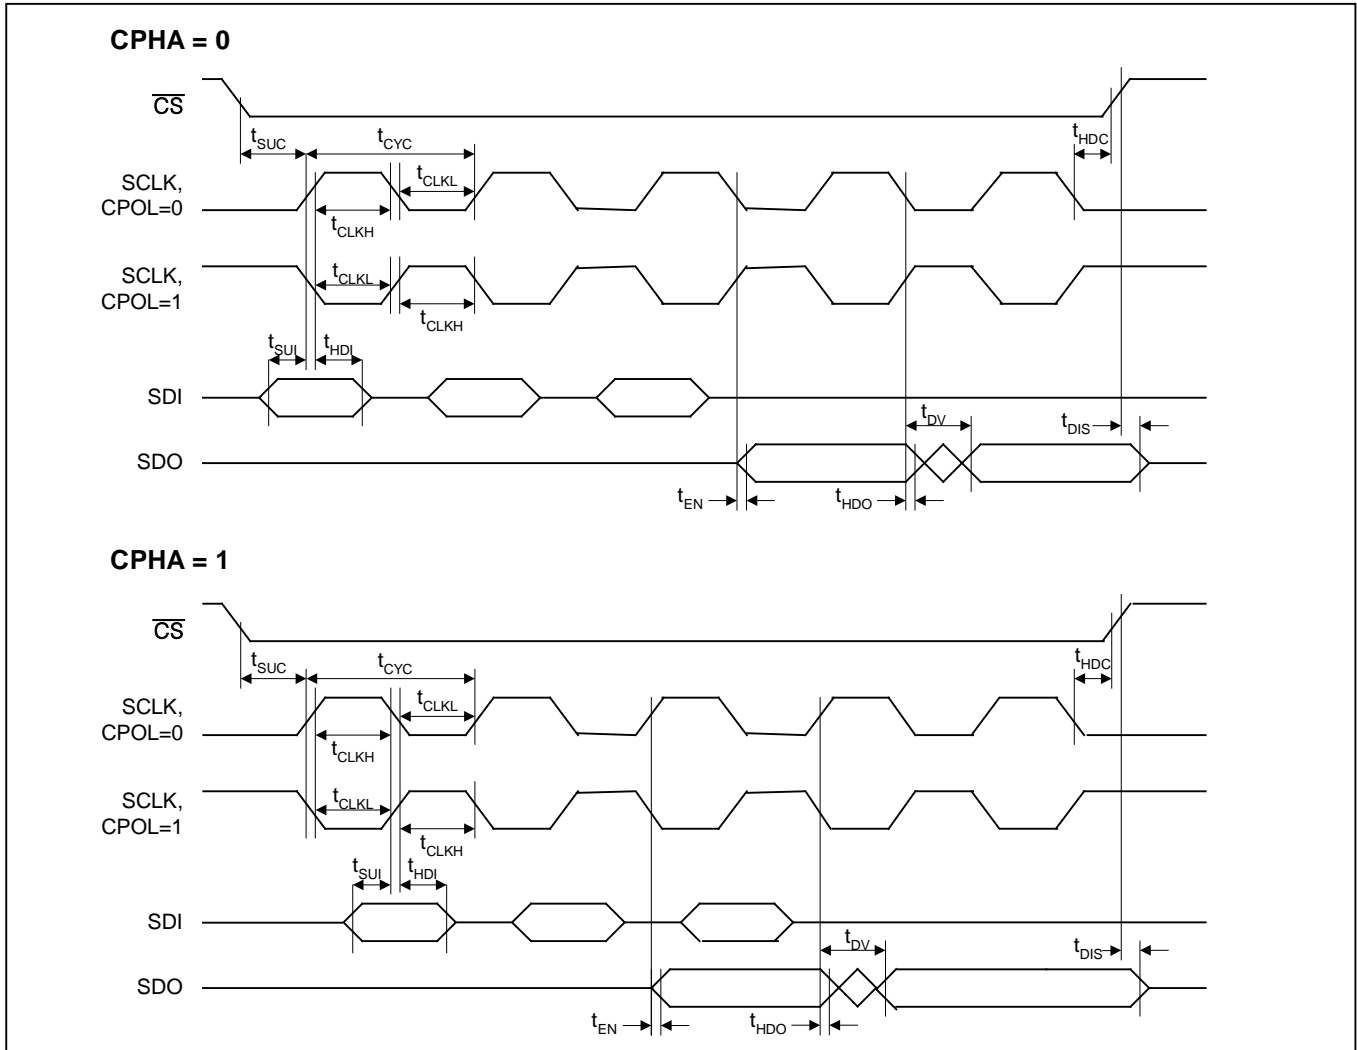 CPHA = 0
CS
tSUC tCYC tHDC
SCLK, CPOL=0
tCLKL
tCLKH
SCLK, CPOL=1
tCLKL
tCLKH
tSUI tHDI
SDI
tDV tDIS
SDO
tEN tHDO
CPHA = 1
CS
tSUC tCYC tHDC
SCLK, CPOL=0
tCLKL
tCLKH
SCLK, CPOL=1
tCLKL
tCLKH
tSUI tHDI
SDI
tDV tDIS
SDO
tEN tHDO